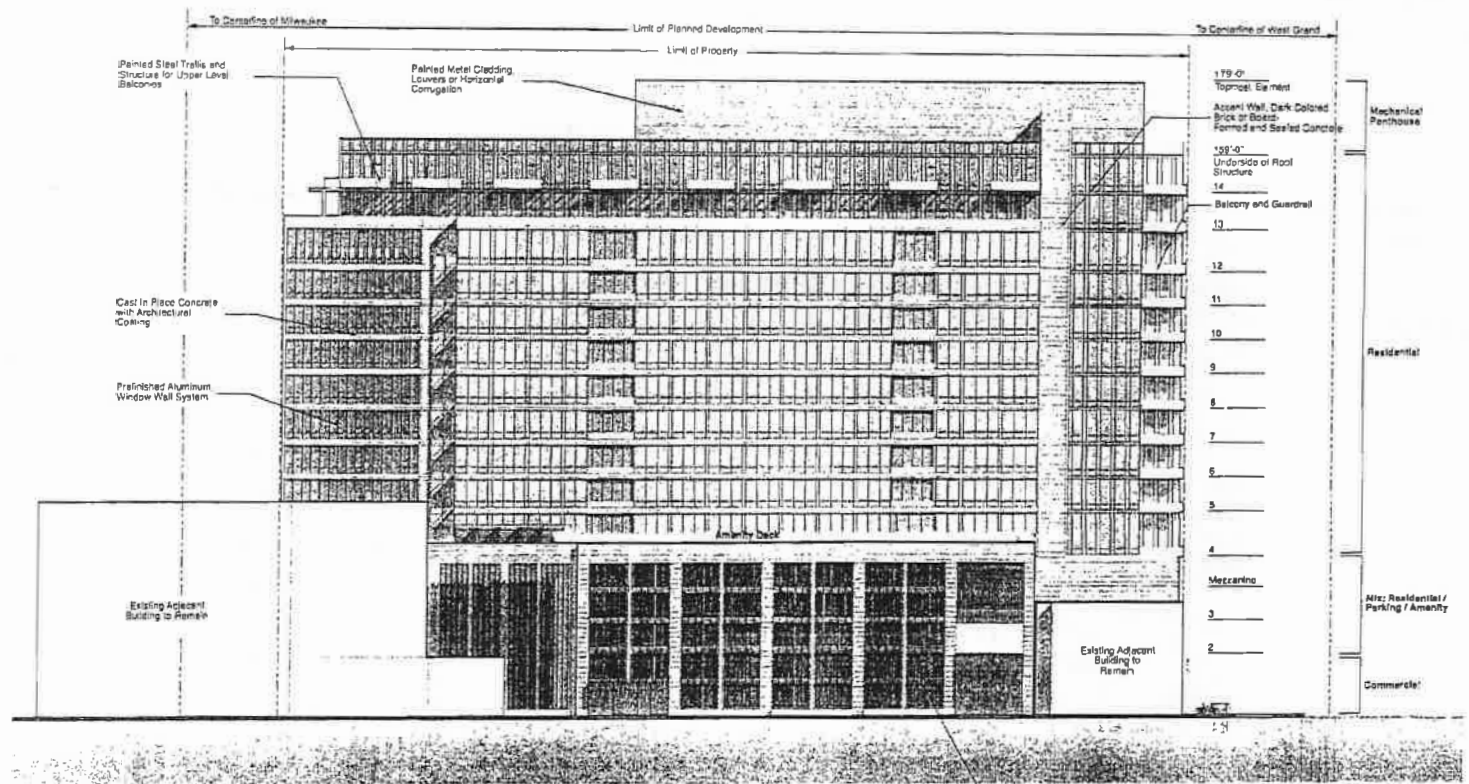 To Centerline of Milwaukee
Limit of Planned Development
To Centerline of West Grand
Limit of Property
Painted Steel Trellis and
Structure for Upper Level
Balconies
Painted Metal Cladding,
Louvers or Horizontal
Corrugation
179'-0"
Topmost Element
Accent Wall, Dark Colored
Brick or Board-
Formed and Sealed Concrete
Mechanical
Penthouse
159'-0"
Underside of Roof
Structure
14
Balcony and Guardrail
13
12
Cast In Place Concrete
with Architectural
Coating
11
10
Residential
9
Prefinished Aluminum
Window Wall System
8
7
6
5
Amenity Deck
4
Mezzanine
Mix: Residential /
Parking / Amenity
Existing Adjacent
Building to Remain
3
2
Existing Adjacent
Building to
Remain
Commercial